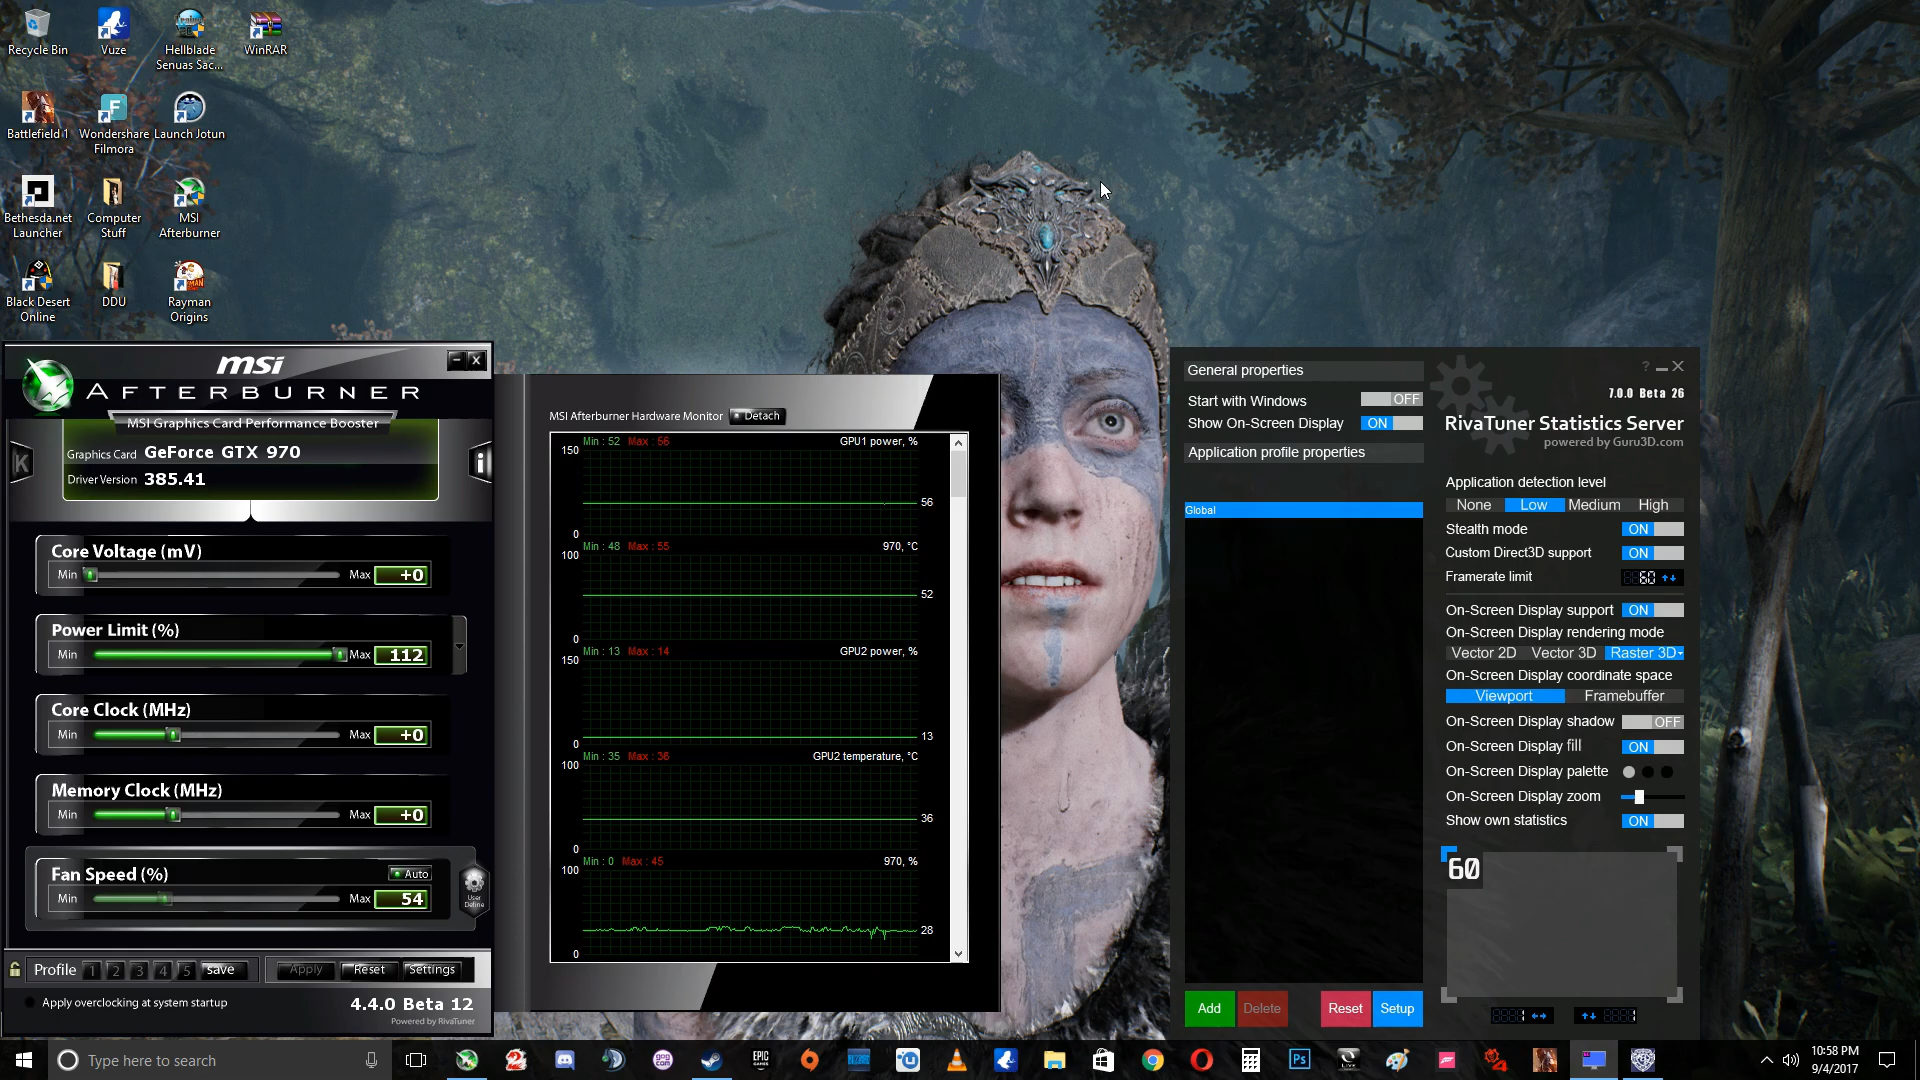 Recycle Bin
Vuze
Hellblade
Senuas Sac...
WinRAR
Battlefield 1
Wondershare
Filmora
Launch Jotun
Bethesda.net
Launcher
Computer
Stuff
MSI
Afterburner
Black Desert
Online
DDU
Rayman
Origins
msi
AFTERBURNER
MSI Graphics Card Performance Booster
K
i
Graphics Card GeForce GTX 970
Driver Version 385.41
Core Voltage (mV)
Min Max +0
Power Limit (%)
Min Max 112
Core Clock (MHz)
Min Max +0
Memory Clock (MHz)
Min Max +0
Fan Speed (%) Auto
Min Max 54
User
Define
Profile 1 2 3 4 5 save Apply Reset Settings
Apply overclocking at system startup 4.4.0 Beta 12
Powered by RivaTuner
MSI Afterburner Hardware Monitor Detach
Min : 52 Max : 56 GPU1 power, %
150
56
0
Min : 48 Max : 55 970, °C
100
52
0
Min : 13 Max : 14 GPU2 power, %
150
13
0
Min : 35 Max : 36 GPU2 temperature, °C
100
36
0
Min : 0 Max : 45 970, %
100
28
0
General properties
Start with Windows OFF
Show On-Screen Display ON
Application profile properties
Global
Add Delete Reset Setup
?
7.0.0 Beta 26
RivaTuner Statistics Server
powered by Guru3D.com
Application detection level
None Low Medium High
Stealth mode ON
Custom Direct3D support ON
Framerate limit 60
On-Screen Display support ON
On-Screen Display rendering mode
Vector 2D Vector 3D Raster 3D
On-Screen Display coordinate space
Viewport Framebuffer
On-Screen Display shadow OFF
On-Screen Display fill ON
On-Screen Display palette
On-Screen Display zoom
Show own statistics ON
60
1 1
Type here to search
EPIC
GAMES
Ps
10:58 PM
9/4/2017